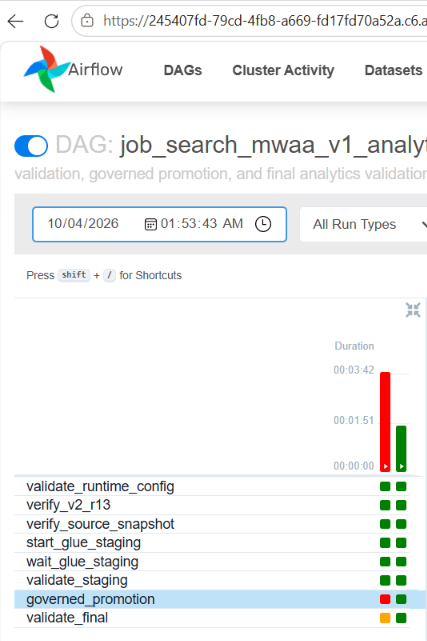 https://245407fd-79cd-4fb8-a669-fd17fd70a52a.c6.a
Airflow DAGs Cluster Activity Datasets
DAG: job_search_mwaa_v1_analyt
validation, governed promotion, and final analytics validation
10/04/2026 01:53:43 AM All Run Types
Press shift + / for Shortcuts
Duration
00:03:42
00:01:51
00:00:00
validate_runtime_config
verify_v2_r13
verify_source_snapshot
start_glue_staging
wait_glue_staging
validate_staging
governed_promotion
validate_final